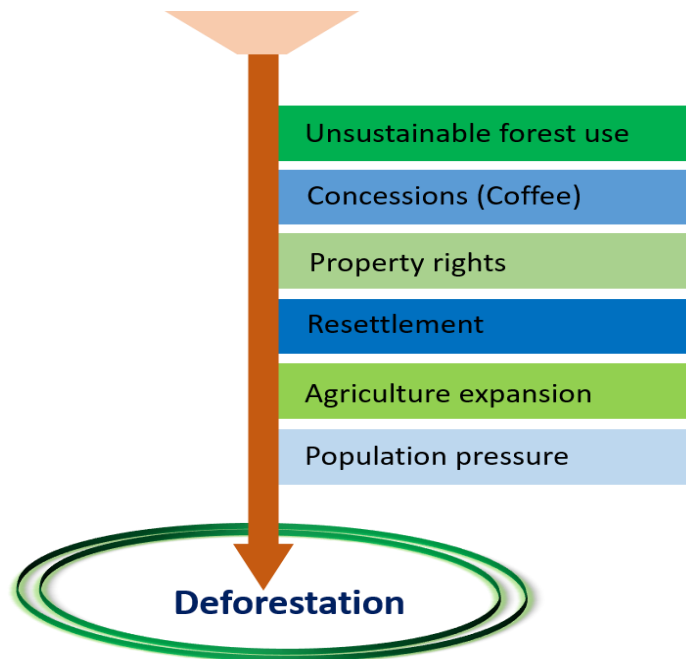 Unsustainable forest use
Concessions (Coffee)
Property rights
Resettlement
Agriculture expansion
Population pressure
Deforestation